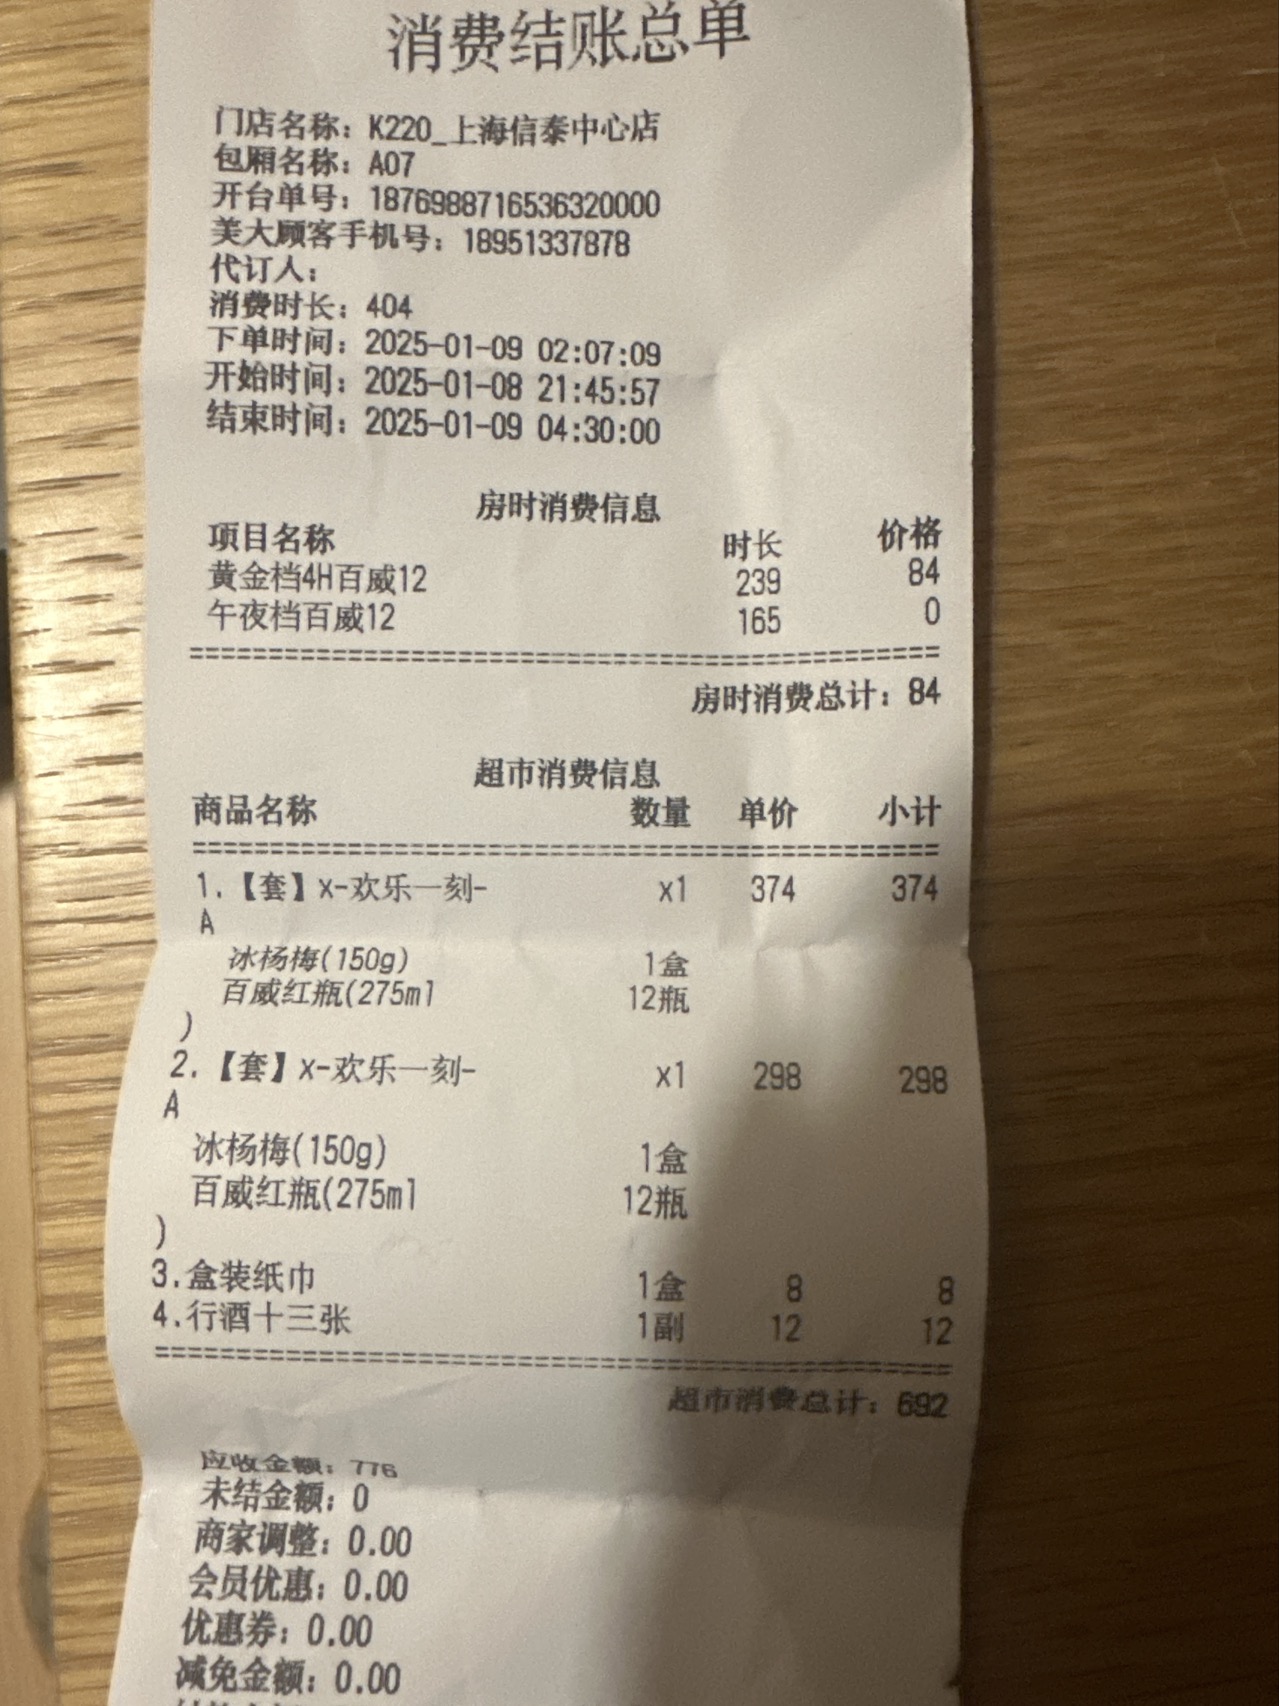 消费结账总单
门店名称：K220_上海信泰中心店
包厢名称：A07
开台单号：1876988716536320000
美大顾客手机号：18951337878
代订人：
消费时长：404
下单时间：2025-01-09 02:07:09
开始时间：2025-01-08 21:45:57
结束时间：2025-01-09 04:30:00
房时消费信息
项目名称 时长 价格
黄金档4H百威12 239 84
午夜档百威12 165 0
================================================
房时消费总计：84
超市消费信息
商品名称 数量 单价 小计
================================================
1.【套】x-欢乐一刻- x1 374 374
A
冰杨梅(150g) 1盒
百威红瓶(275ml 12瓶
)
2.【套】x-欢乐一刻- x1 298 298
A
冰杨梅(150g) 1盒
百威红瓶(275ml 12瓶
)
3.盒装纸巾 1盒 8 8
4.行酒十三张 1副 12 12
================================================
超市消费总计：692
应收金额：776
未结金额：0
商家调整：0.00
会员优惠：0.00
优惠券：0.00
减免金额：0.00